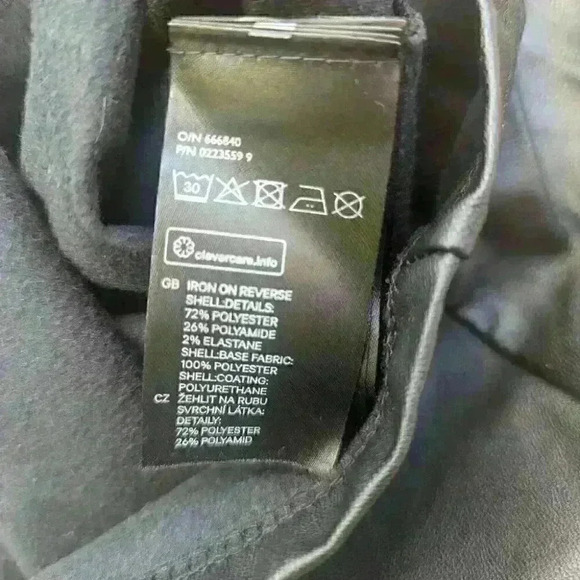 O/N 666840
P/N 0223559 9
30
clevercare.info
GB IRON ON REVERSE
SHELL:DETAILS:
72% POLYESTER
26% POLYAMIDE
2% ELASTANE
SHELL:BASE FABRIC:
100% POLYESTER
SHELL:COATING:
POLYURETHANE
CZ ŽEHLIT NA RUBU
SVRCHNÍ LÁTKA:
DETAILY:
72% POLYESTER
26% POLYAMID